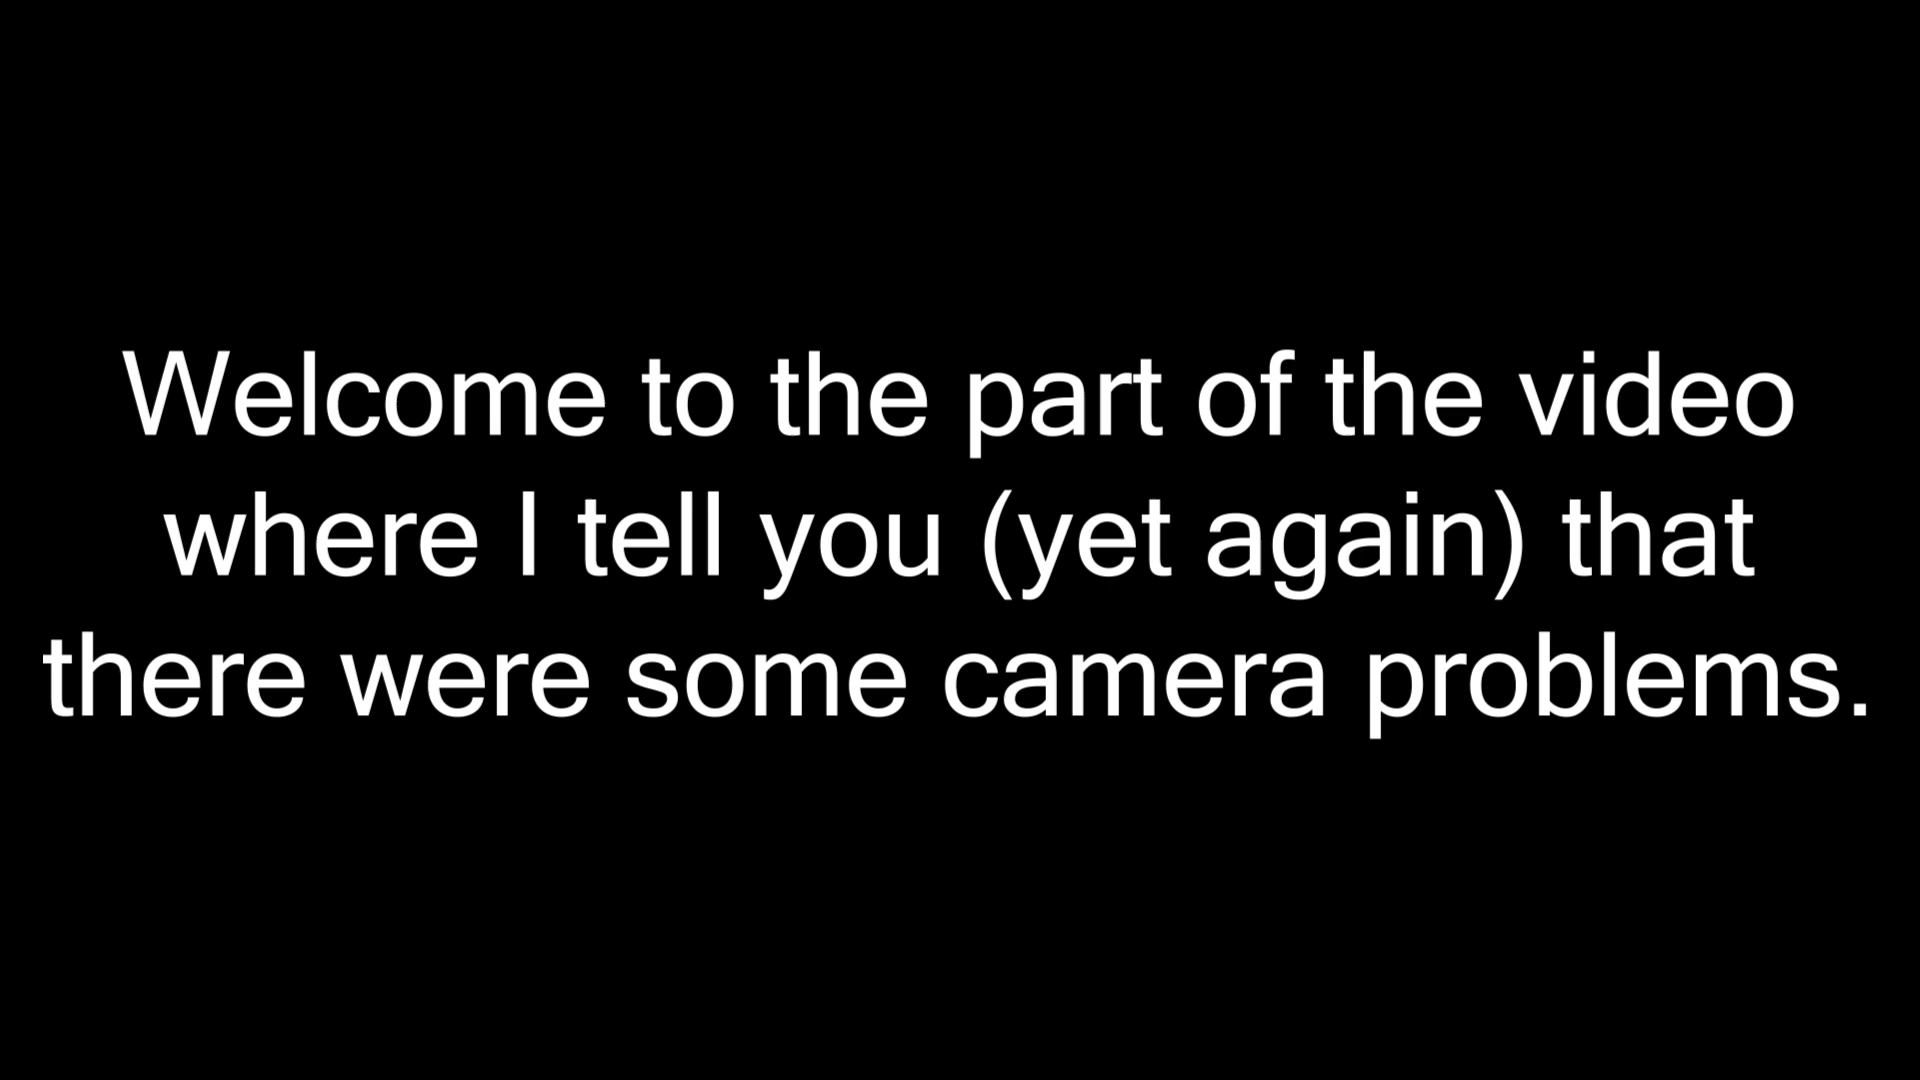 Welcome to the part of the video
where I tell you (yet again) that
there were some camera problems.